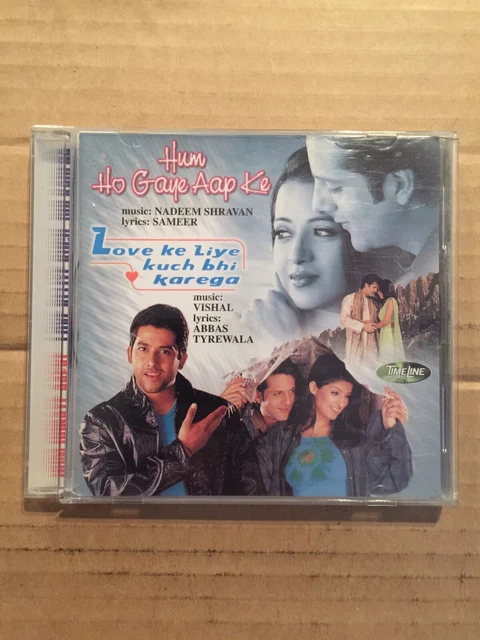 Hum
Ho Gaye Aap Ke
music: NADEEM SHRAVAN
lyrics: SAMEER
Love ke Liye
kuch bhi
karega
music:
VISHAL
lyrics:
ABBAS
TYREWALA
TIMELINE